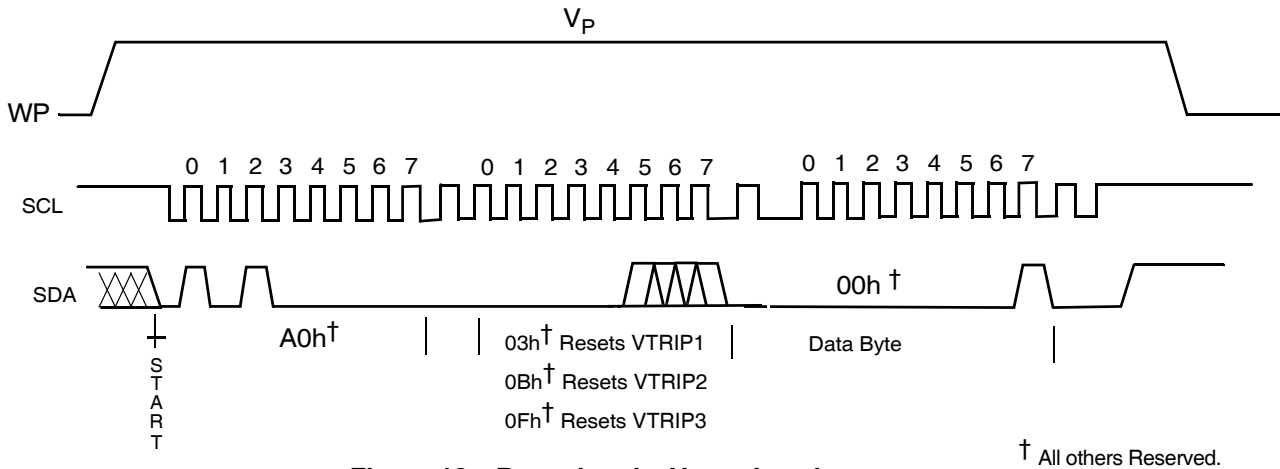 VP
WP
0 1 2 3 4 5 6 7 0 1 2 3 4 5 6 7 0 1 2 3 4 5 6 7
SCL
SDA
00h †
A0h†
03h† Resets VTRIP1
Data Byte
0Bh† Resets VTRIP2
0Fh† Resets VTRIP3
START
† All others Reserved.